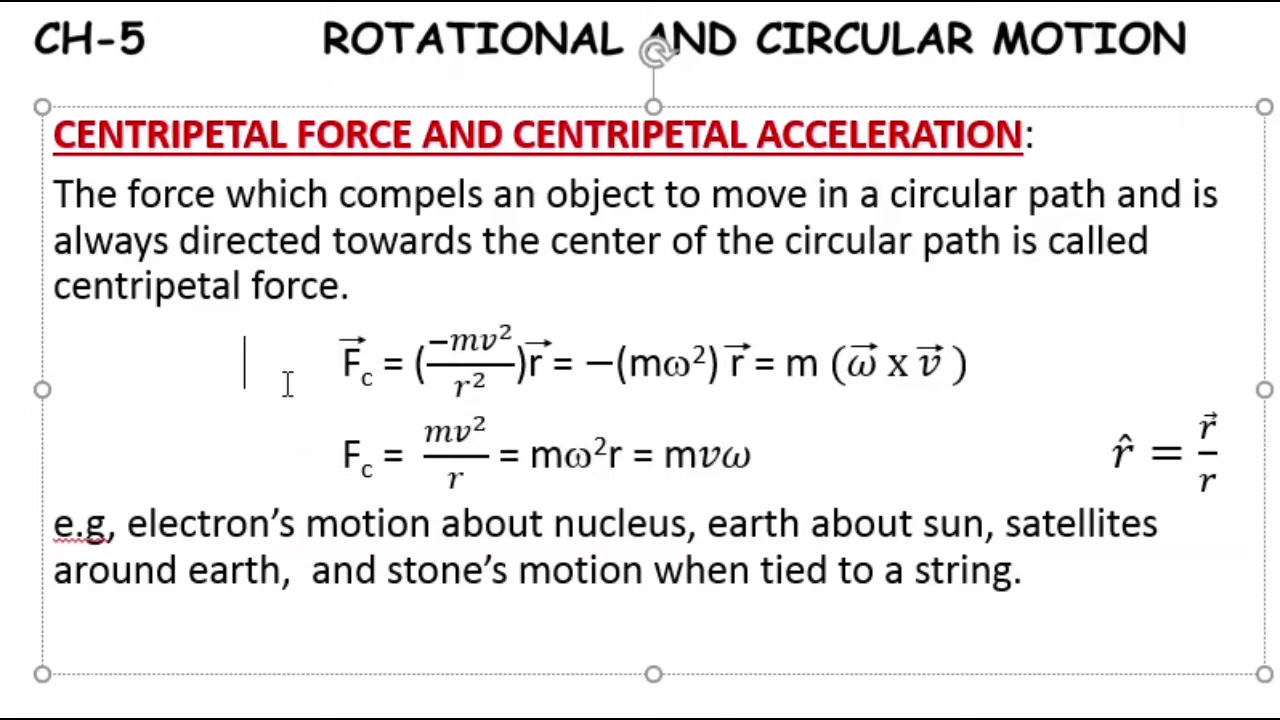 CH-5 ROTATIONAL AND CIRCULAR MOTION
CENTRIPETAL FORCE AND CENTRIPETAL ACCELERATION:
The force which compels an object to move in a circular path and is
always directed towards the center of the circular path is called
centripetal force.
F⃗c = (−mv²/r²)r⃗ = −(mω²) r⃗ = m (ω⃗ x v⃗ )
Fc = mv²/r = mω²r = mvω r̂ = r⃗/r
e.g, electron’s motion about nucleus, earth about sun, satellites
around earth, and stone’s motion when tied to a string.